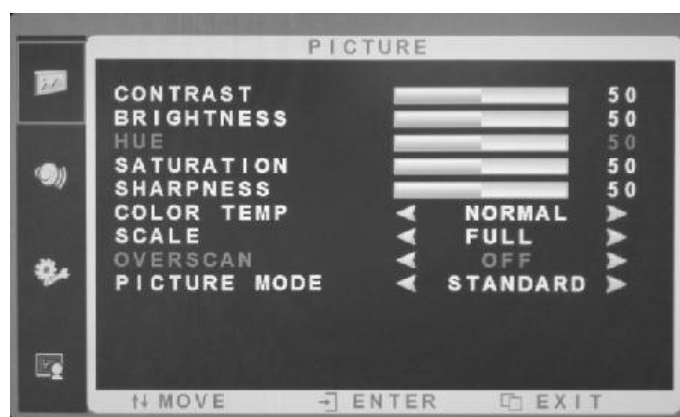 PICTURE
CONTRAST 50
BRIGHTNESS 50
HUE 50
SATURATION 50
SHARPNESS 50
COLOR TEMP NORMAL
SCALE FULL
OVERSCAN OFF
PICTURE MODE STANDARD
MOVE ENTER EXIT